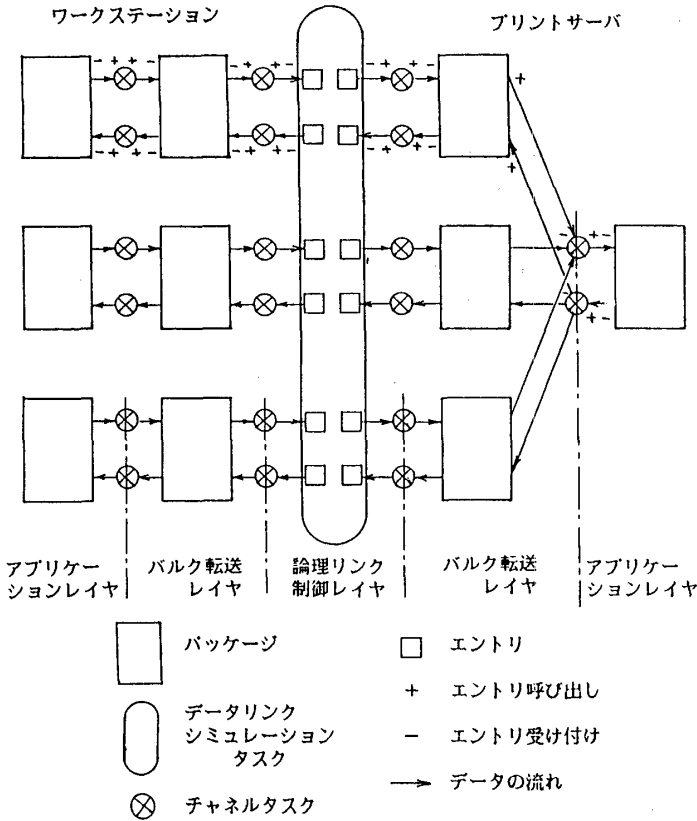 ワークステーション
プリントサーバ
アプリケー
ションレイヤ
バルク転送
レイヤ
論理リンク
制御レイヤ
バルク転送
レイヤ
アプリケー
ションレイヤ
パッケージ
データリンク
シミュレーション
タスク
チャネルタスク
エントリ
+ エントリ呼び出し
− エントリ受け付け
データの流れ